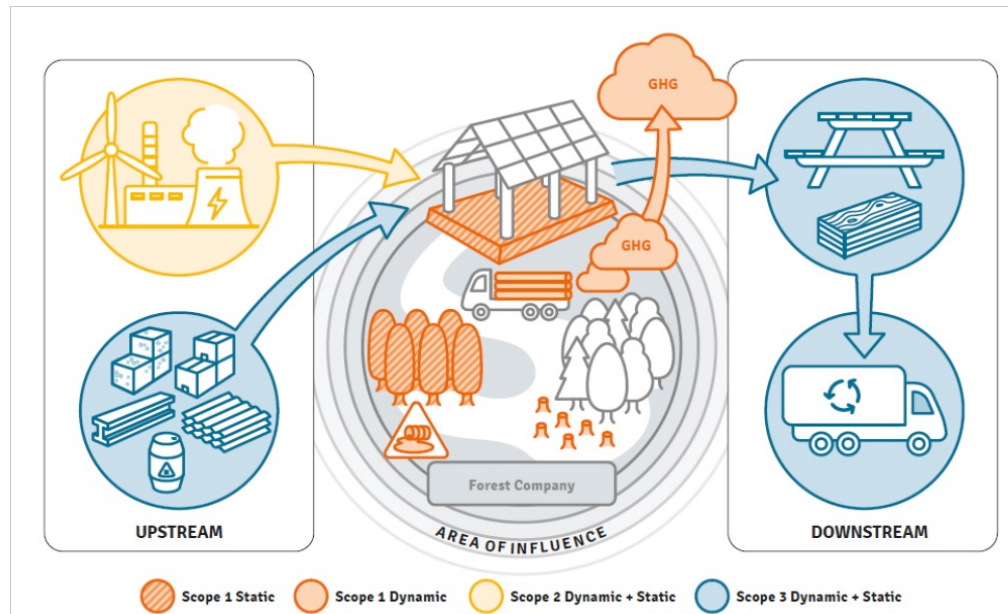 GHG
GHG
Forest Company
UPSTREAM
AREA OF INFLUENCE
DOWNSTREAM
Scope 1 Static
Scope 1 Dynamic
Scope 2 Dynamic + Static
Scope 3 Dynamic + Static